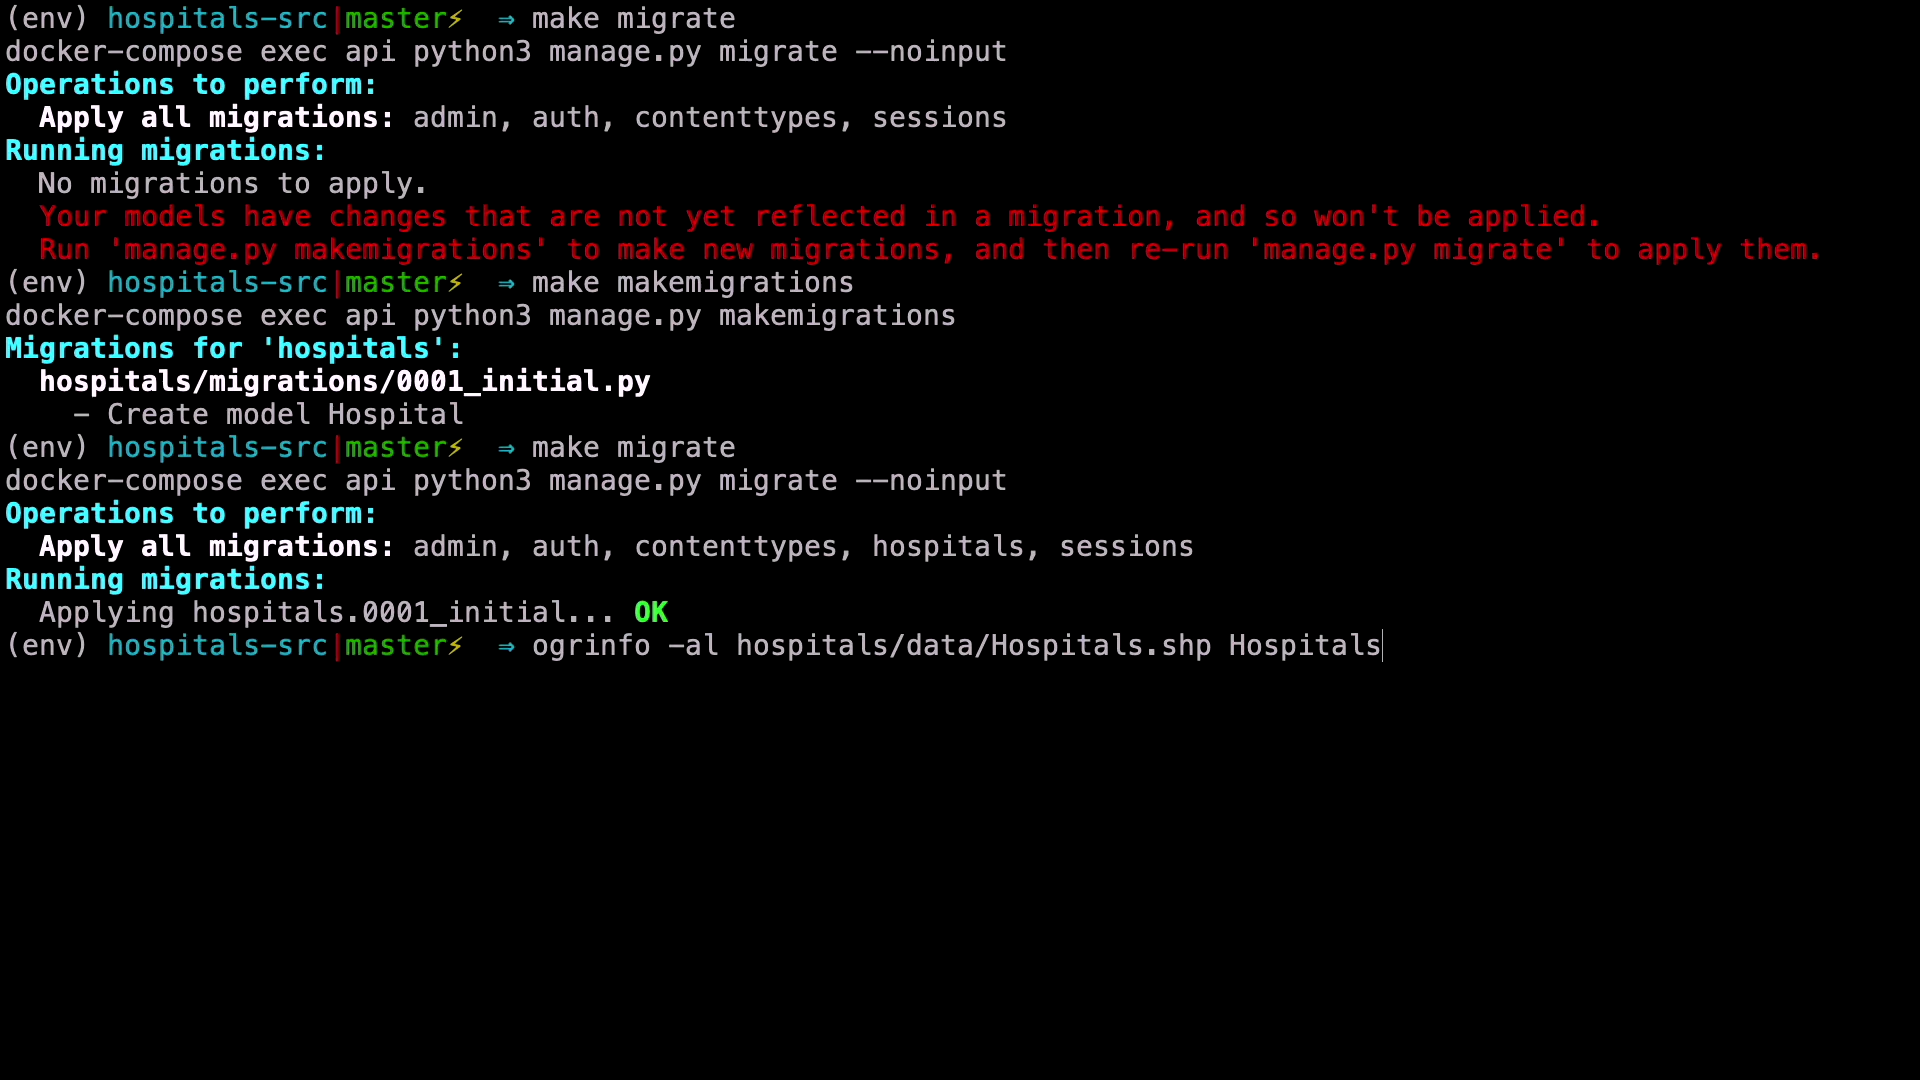 (env) hospitals-src|master⚡ ⇒ make migrate
docker-compose exec api python3 manage.py migrate --noinput
Operations to perform:
  Apply all migrations: admin, auth, contenttypes, sessions
Running migrations:
  No migrations to apply.
  Your models have changes that are not yet reflected in a migration, and so won't be applied.
  Run 'manage.py makemigrations' to make new migrations, and then re-run 'manage.py migrate' to apply them.
(env) hospitals-src|master⚡ ⇒ make makemigrations
docker-compose exec api python3 manage.py makemigrations
Migrations for 'hospitals':
  hospitals/migrations/0001_initial.py
    - Create model Hospital
(env) hospitals-src|master⚡ ⇒ make migrate
docker-compose exec api python3 manage.py migrate --noinput
Operations to perform:
  Apply all migrations: admin, auth, contenttypes, hospitals, sessions
Running migrations:
  Applying hospitals.0001_initial... OK
(env) hospitals-src|master⚡ ⇒ ogrinfo -al hospitals/data/Hospitals.shp Hospitals